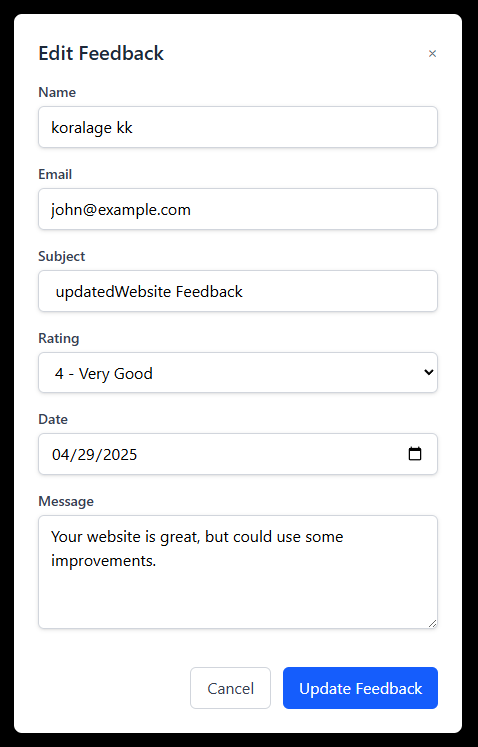 Edit Feedback ×
Name
koralage kk
Email
john@example.com
Subject
updatedWebsite Feedback
Rating
4 - Very Good
Date
04/29/2025
Message
Your website is great, but could use some
improvements.
Cancel Update Feedback